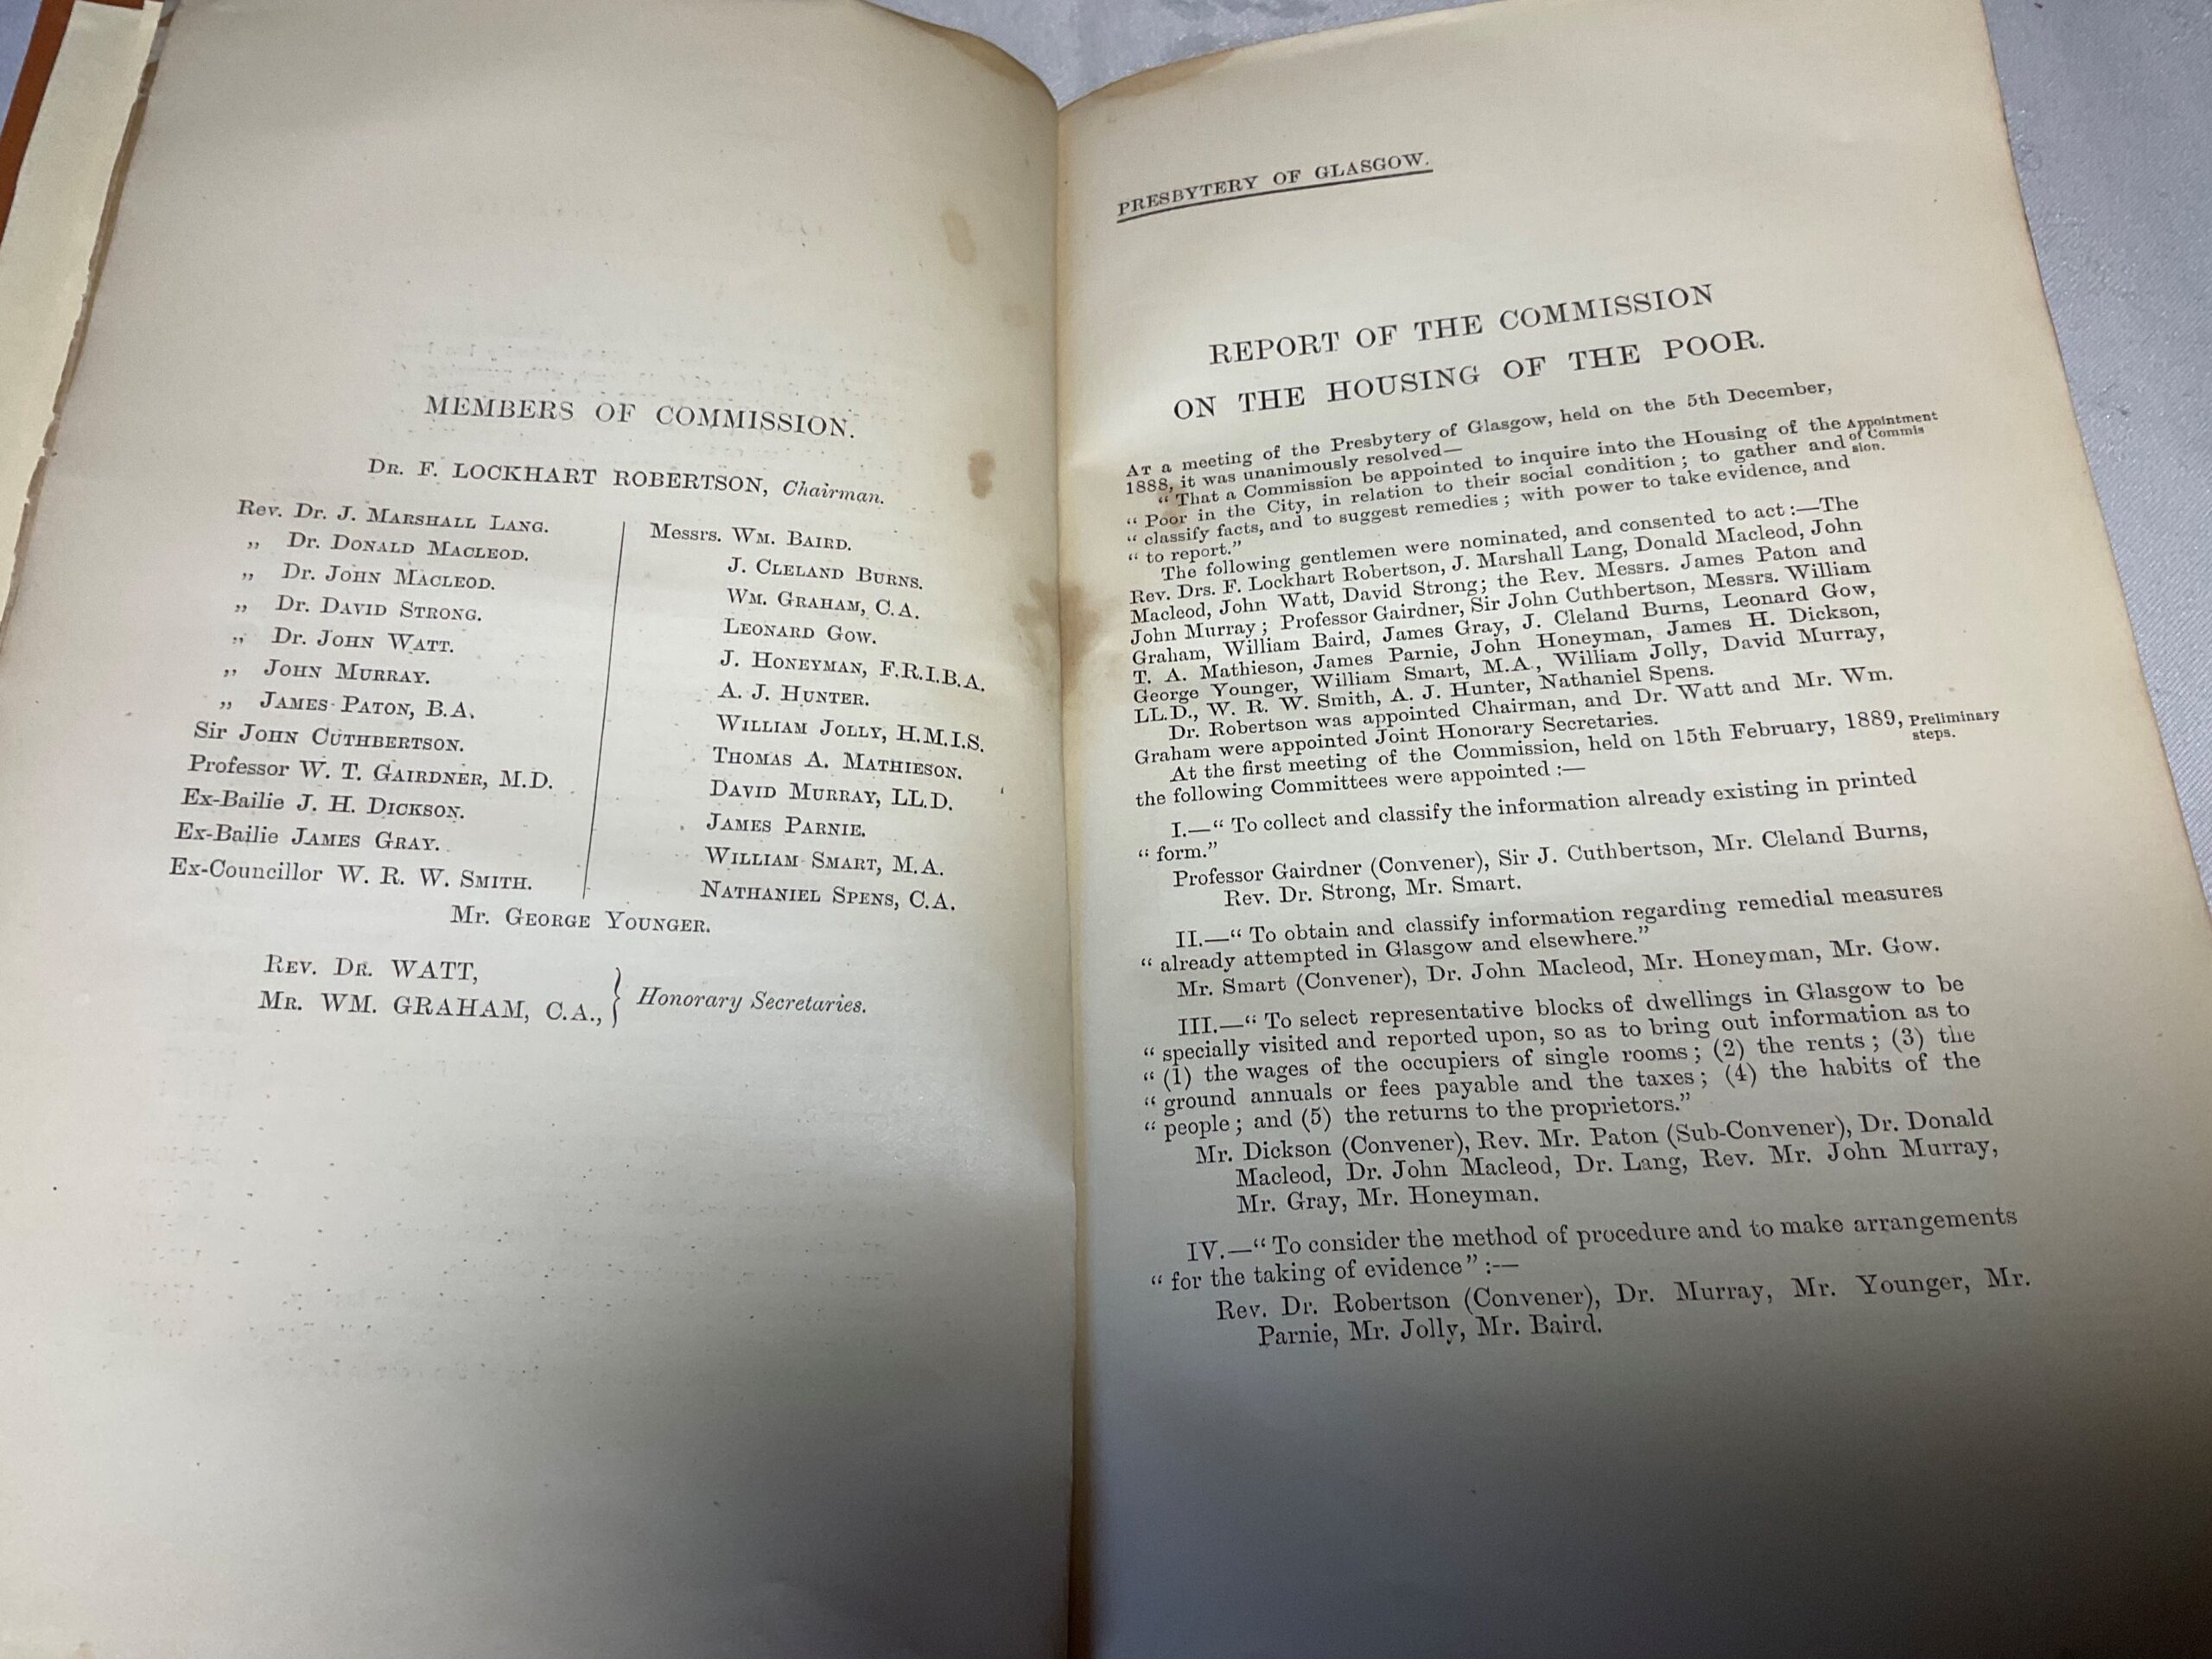 MEMBERS OF COMMISSION.
DR. F. LOCKHART ROBERTSON, Chairman.
Rev. Dr. J. MARSHALL LANG.
„ Dr. DONALD MACLEOD.
„ Dr. JOHN MACLEOD.
„ Dr. DAVID STRONG.
„ Dr. JOHN WATT.
„ JOHN MURRAY.
„ JAMES PATON, B.A.
Sir JOHN CUTHBERTSON.
Professor W. T. GAIRDNER, M.D.
Ex-Bailie J. H. DICKSON.
Ex-Bailie JAMES GRAY.
Ex-Councillor W. R. W. SMITH.
Messrs. WM. BAIRD.
J. CLELAND BURNS.
WM. GRAHAM, C.A.
LEONARD GOW.
J. HONEYMAN, F.R.I.B.A.
A. J. HUNTER.
WILLIAM JOLLY, H.M.I.S.
THOMAS A. MATHIESON.
DAVID MURRAY, LL.D.
JAMES PARNIE.
WILLIAM SMART, M.A.
NATHANIEL SPENS, C.A.
Mr. GEORGE YOUNGER.
REV. DR. WATT,
MR. WM. GRAHAM, C.A., } Honorary Secretaries.
PRESBYTERY OF GLASGOW.
REPORT OF THE COMMISSION
ON THE HOUSING OF THE POOR.
AT a meeting of the Presbytery of Glasgow, held on the 5th December,
1888, it was unanimously resolved—
“ That a Commission be appointed to inquire into the Housing of the
“ Poor in the City, in relation to their social condition ; to gather and
“ classify facts, and to suggest remedies ; with power to take evidence, and
“ to report.”
Appointment
of Commis
sion.
The following gentlemen were nominated, and consented to act :—The
Rev. Drs. F. Lockhart Robertson, J. Marshall Lang, Donald Macleod, John
Macleod, John Watt, David Strong; the Rev. Messrs. James Paton and
John Murray ; Professor Gairdner, Sir John Cuthbertson, Messrs. William
Graham, William Baird, James Gray, J. Cleland Burns, Leonard Gow,
T. A. Mathieson, James Parnie, John Honeyman, James H. Dickson,
George Younger, William Smart, M.A., William Jolly, David Murray,
LL.D., W. R. W. Smith, A. J. Hunter, Nathaniel Spens.
Dr. Robertson was appointed Chairman, and Dr. Watt and Mr. Wm.
Graham were appointed Joint Honorary Secretaries.
At the first meeting of the Commission, held on 15th February, 1889,
the following Committees were appointed :—
Preliminary
steps.
I.—“ To collect and classify the information already existing in printed
“ form.”
Professor Gairdner (Convener), Sir J. Cuthbertson, Mr. Cleland Burns,
Rev. Dr. Strong, Mr. Smart.
II.—“ To obtain and classify information regarding remedial measures
“ already attempted in Glasgow and elsewhere.”
Mr. Smart (Convener), Dr. John Macleod, Mr. Honeyman, Mr. Gow.
III.—“ To select representative blocks of dwellings in Glasgow to be
“ specially visited and reported upon, so as to bring out information as to
“ (1) the wages of the occupiers of single rooms ; (2) the rents ; (3) the
“ ground annuals or fees payable and the taxes ; (4) the habits of the
“ people ; and (5) the returns to the proprietors.”
Mr. Dickson (Convener), Rev. Mr. Paton (Sub-Convener), Dr. Donald
Macleod, Dr. John Macleod, Dr. Lang, Rev. Mr. John Murray,
Mr. Gray, Mr. Honeyman.
IV.—“ To consider the method of procedure and to make arrangements
“ for the taking of evidence ” :—
Rev. Dr. Robertson (Convener), Dr. Murray, Mr. Younger, Mr.
Parnie, Mr. Jolly, Mr. Baird.